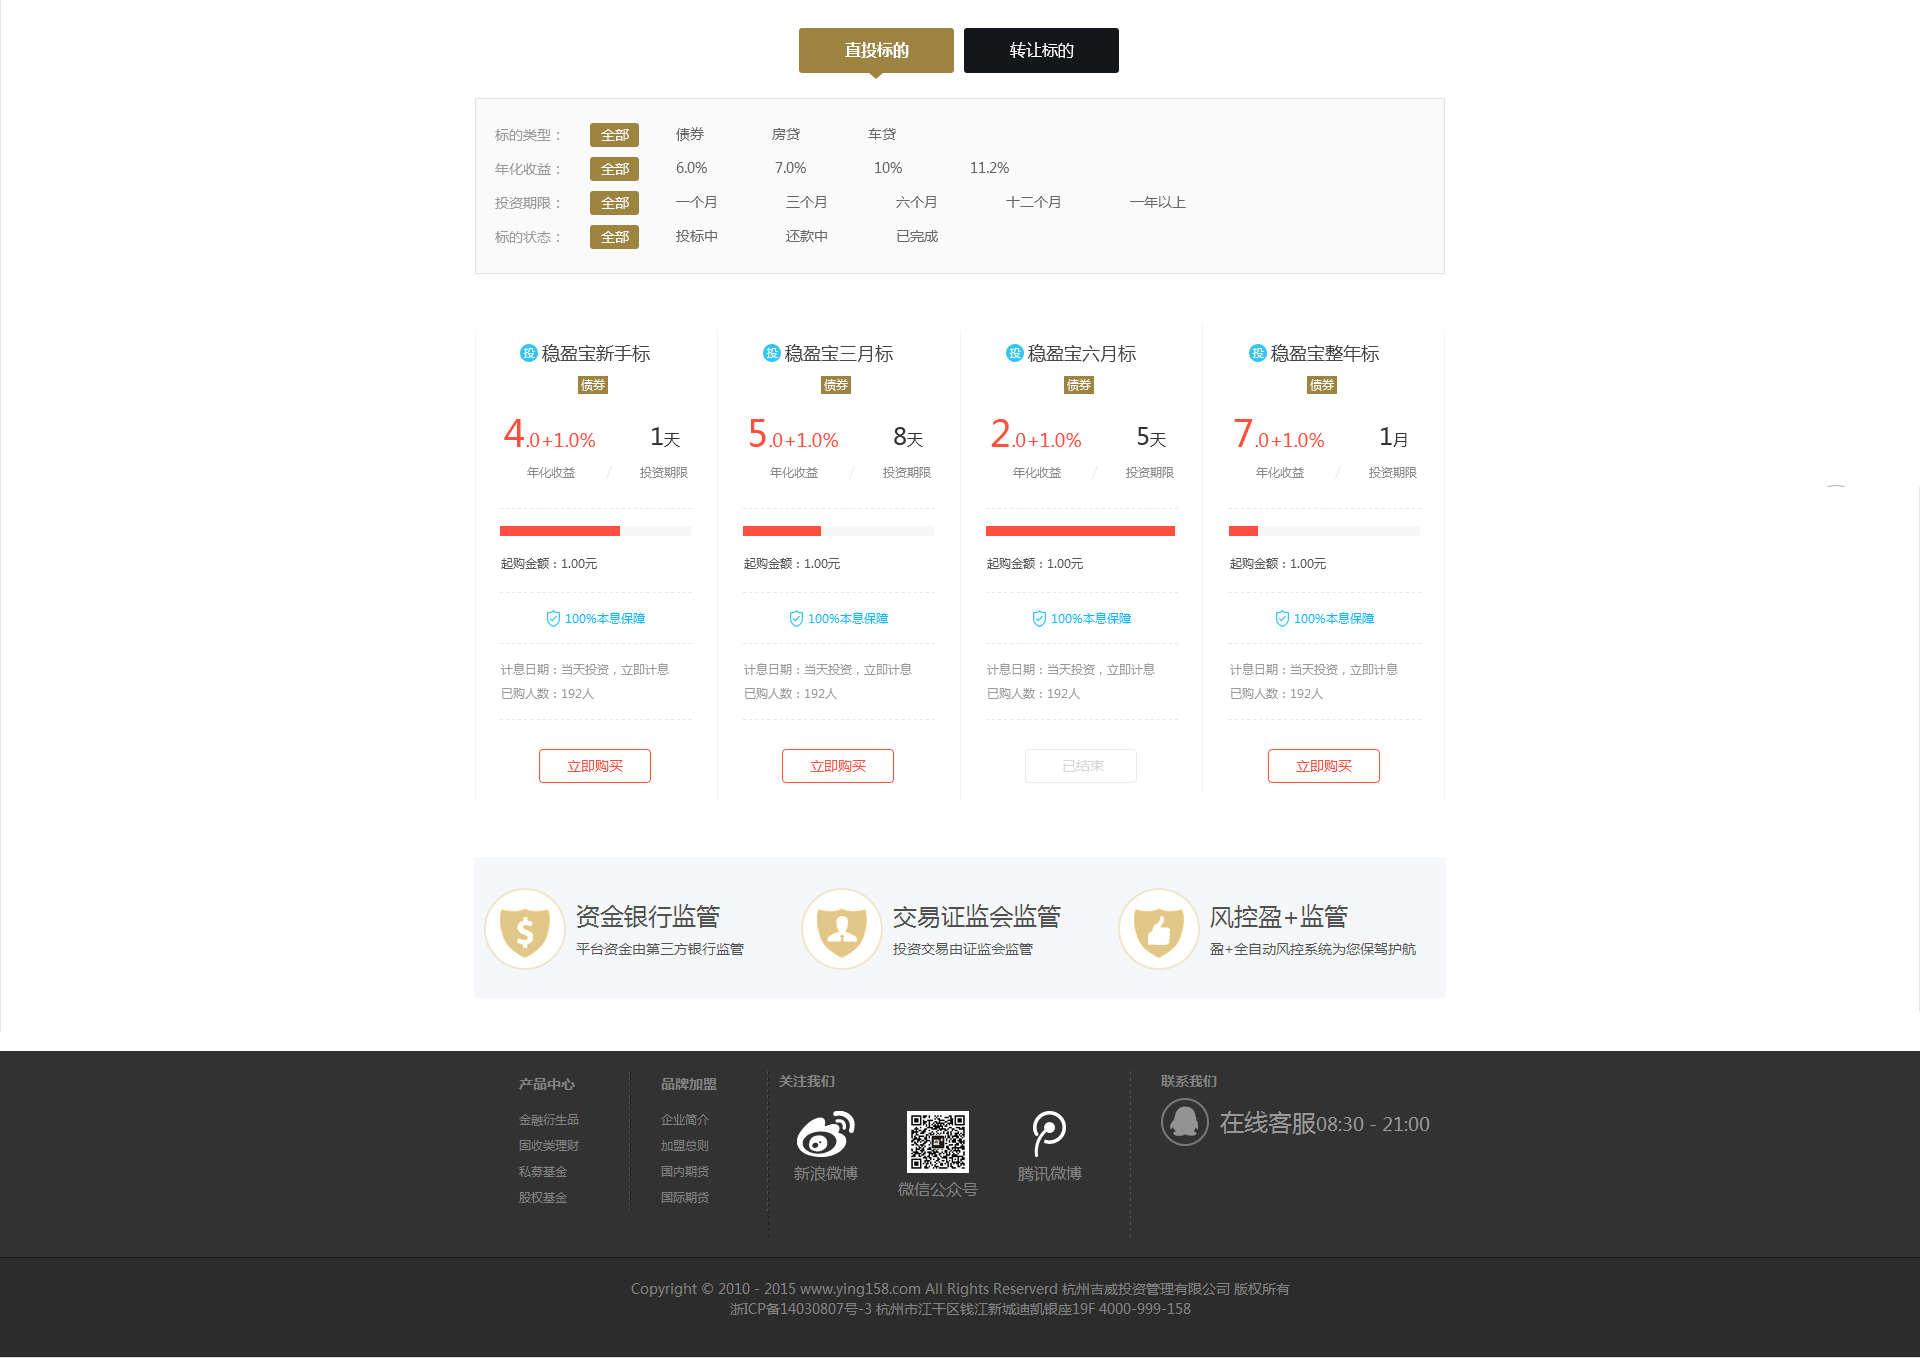 直投标的 转让标的
标的类型： 全部 债券 房贷 车贷
年化收益： 全部 6.0% 7.0% 10% 11.2%
投资期限： 全部 一个月 三个月 六个月 十二个月 一年以上
标的状态： 全部 投标中 还款中 已完成
投 稳盈宝新手标
债券
4.0+1.0% 1天
年化收益 / 投资期限
起购金额：1.00元
100%本息保障
计息日期：当天投资，立即计息
已购人数：192人
立即购买
投 稳盈宝三月标
债券
5.0+1.0% 8天
年化收益 / 投资期限
起购金额：1.00元
100%本息保障
计息日期：当天投资，立即计息
已购人数：192人
立即购买
投 稳盈宝六月标
债券
2.0+1.0% 5天
年化收益 / 投资期限
起购金额：1.00元
100%本息保障
计息日期：当天投资，立即计息
已购人数：192人
已结束
投 稳盈宝整年标
债券
7.0+1.0% 1月
年化收益 / 投资期限
起购金额：1.00元
100%本息保障
计息日期：当天投资，立即计息
已购人数：192人
立即购买
资金银行监管
平台资金由第三方银行监管
交易证监会监管
投资交易由证监会监管
风控盈+监管
盈+全自动风控系统为您保驾护航
产品中心
金融衍生品
固收类理财
私募基金
股权基金
品牌加盟
企业简介
加盟总则
国内期货
国际期货
关注我们
新浪微博
微信公众号
腾讯微博
联系我们
在线客服08:30 - 21:00
Copyright © 2010 - 2015 www.ying158.com All Rights Reserverd 杭州吉威投资管理有限公司 版权所有
浙ICP备14030807号-3 杭州市江干区钱江新城迪凯银座19F 4000-999-158